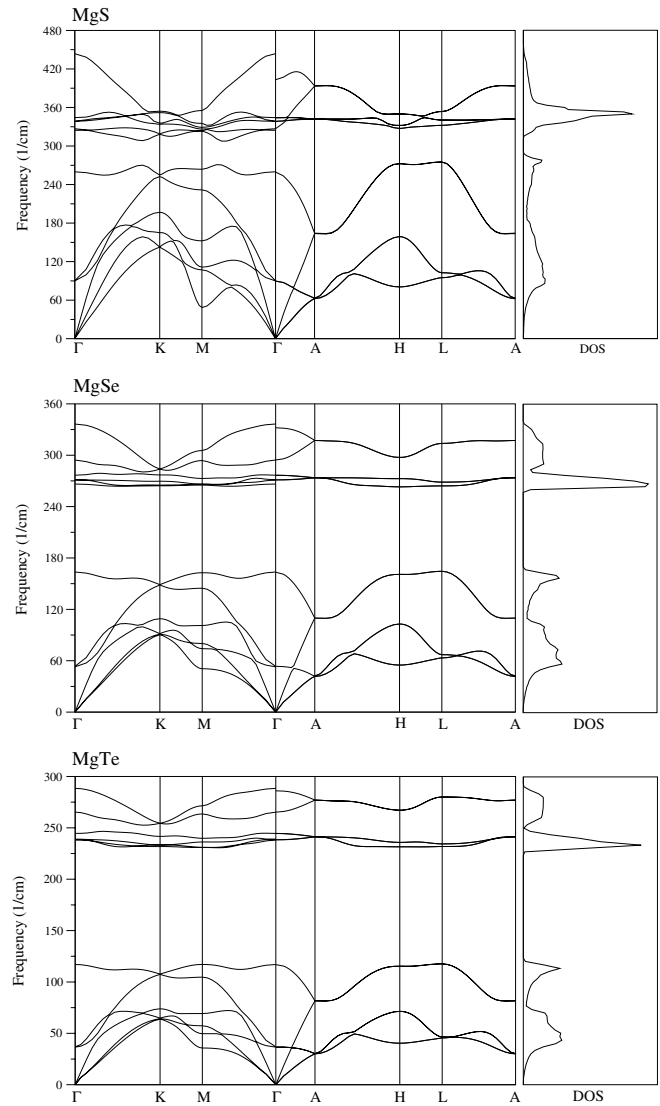 MgS
480
420
360
300
240
180
120
60
0
Frequency (1/cm)
Γ K M Γ A H L A
DOS
MgSe
360
300
240
180
120
60
0
Frequency (1/cm)
Γ K M Γ A H L A
DOS
MgTe
300
250
200
150
100
50
0
Frequency (1/cm)
Γ K M Γ A H L A
DOS